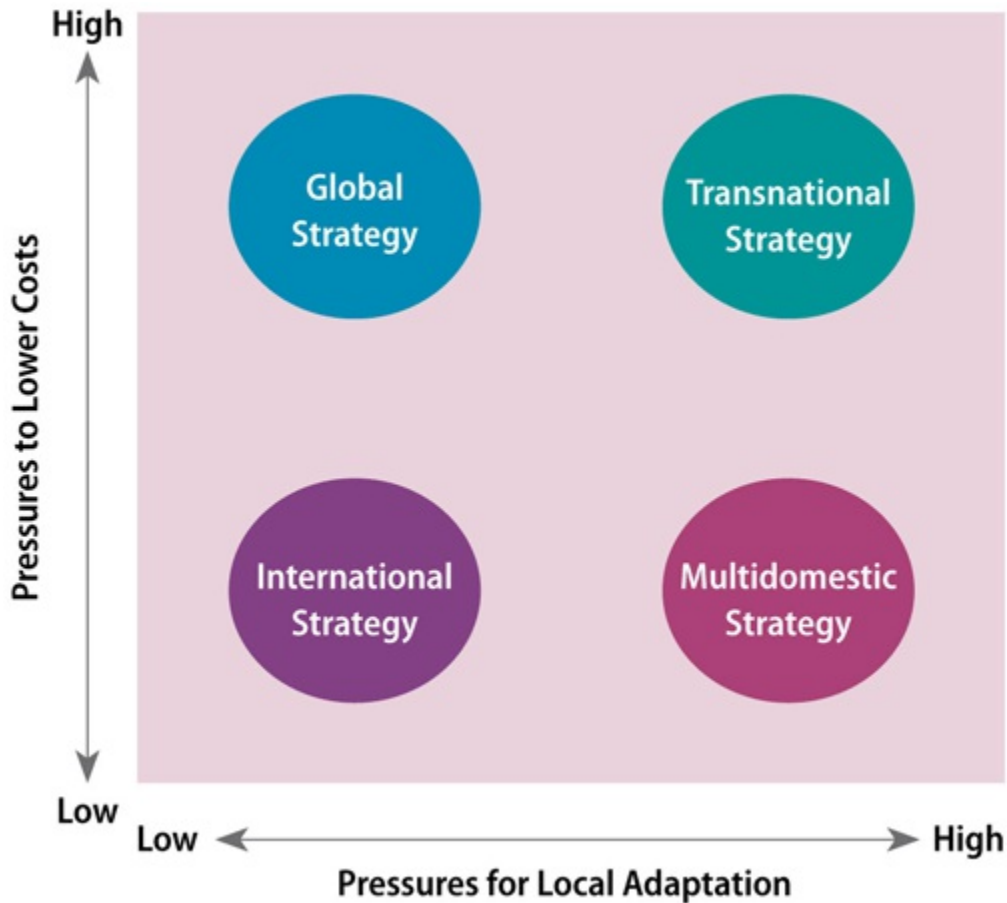 High
Global
Strategy
Transnational
Strategy
Pressures to Lower Costs
International
Strategy
Multidomestic
Strategy
Low
Low
High
Pressures for Local Adaptation